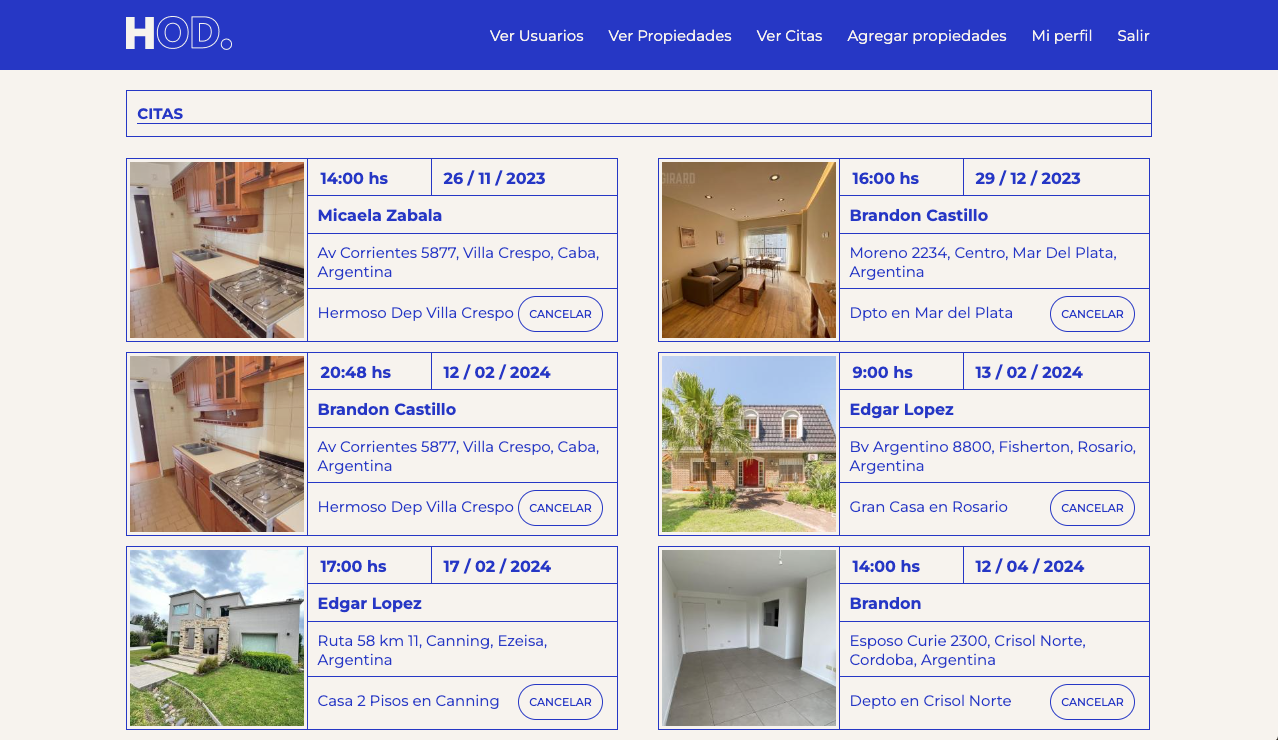 HOD.
Ver Usuarios
Ver Propiedades
Ver Citas
Agregar propiedades
Mi perfil
Salir
CITAS
14:00 hs
26 / 11 / 2023
Micaela Zabala
Av Corrientes 5877, Villa Crespo, Caba,
Argentina
Hermoso Dep Villa Crespo
CANCELAR
GIRARD
16:00 hs
29 / 12 / 2023
Brandon Castillo
Moreno 2234, Centro, Mar Del Plata,
Argentina
Dpto en Mar del Plata
CANCELAR
20:48 hs
12 / 02 / 2024
Brandon Castillo
Av Corrientes 5877, Villa Crespo, Caba,
Argentina
Hermoso Dep Villa Crespo
CANCELAR
9:00 hs
13 / 02 / 2024
Edgar Lopez
Bv Argentino 8800, Fisherton, Rosario,
Argentina
Gran Casa en Rosario
CANCELAR
17:00 hs
17 / 02 / 2024
Edgar Lopez
Ruta 58 km 11, Canning, Ezeisa,
Argentina
Casa 2 Pisos en Canning
CANCELAR
14:00 hs
12 / 04 / 2024
Brandon
Esposo Curie 2300, Crisol Norte,
Cordoba, Argentina
Depto en Crisol Norte
CANCELAR